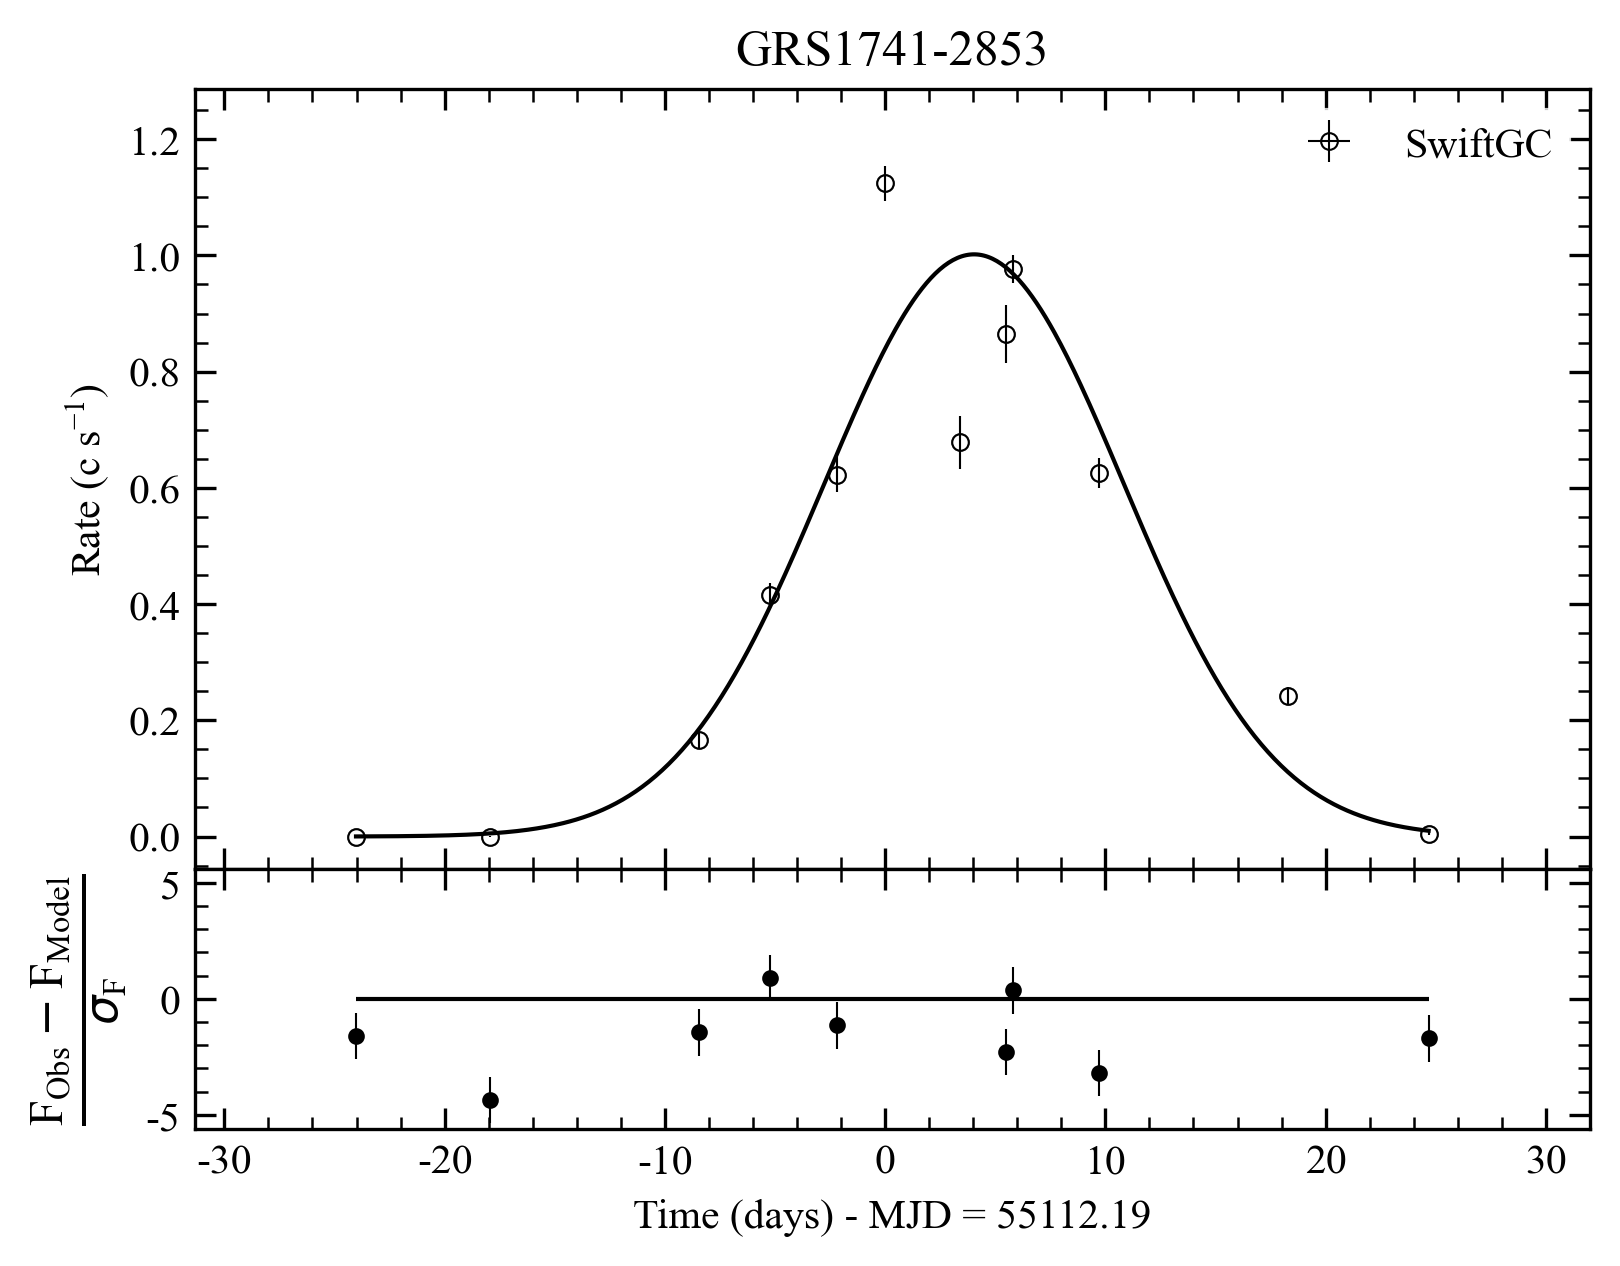 GRS1741-2853
SwiftGC
Rate (c s⁻¹)
1.2
1.0
0.8
0.6
0.4
0.2
0.0
F_Obs − F_Model
σ_F
5
0
-5
-30 -20 -10 0 10 20 30
Time (days) - MJD = 55112.19